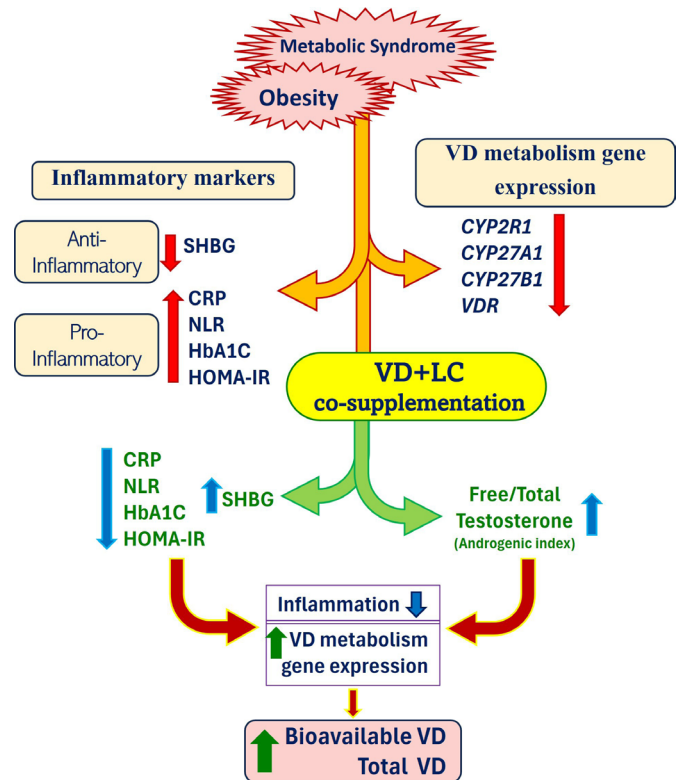 Metabolic Syndrome
Obesity
Inflammatory markers
VD metabolism gene
expression
Anti-
Inflammatory
SHBG
CYP2R1
CYP27A1
CYP27B1
VDR
Pro-
Inflammatory
CRP
NLR
HbA1C
HOMA-IR
VD+LC
co-supplementation
CRP
NLR
HbA1C
HOMA-IR
SHBG
Free/Total
Testosterone
(Androgenic index)
Inflammation
VD metabolism
gene expression
Bioavailable VD
Total VD